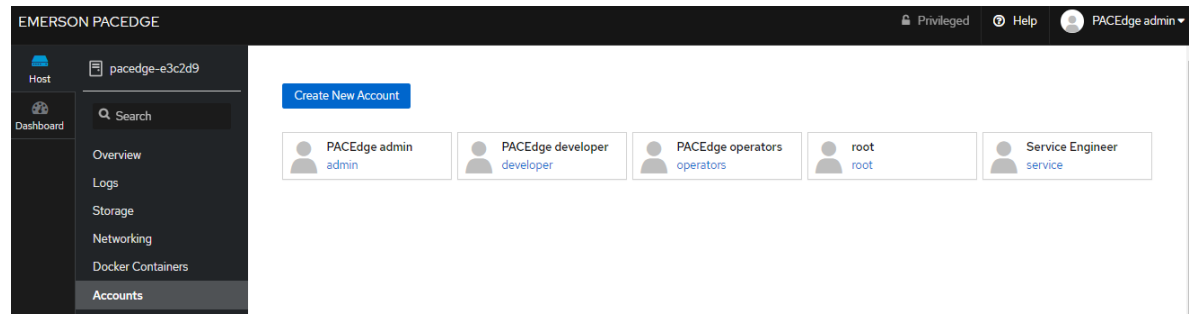 EMERSON PACEDGE
Privileged
Help
PACEdge admin
Host
Dashboard
pacedge-e3c2d9
Search
Overview
Logs
Storage
Networking
Docker Containers
Accounts
Create New Account
PACEdge admin
admin
PACEdge developer
developer
PACEdge operators
operators
root
root
Service Engineer
service